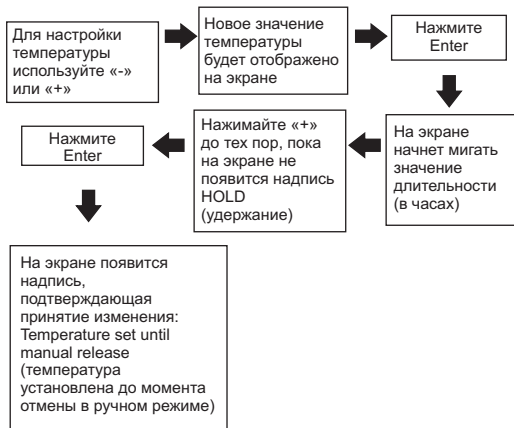 Для настройки
температуры
используйте «-»
или «+»
Новое значение
температуры
будет отображено
на экране
Нажмите
Enter
На экране
начнет мигать
значение
длительности
(в часах)
Нажимайте «+»
до тех пор, пока
на экране не
появится надпись
HOLD
(удержание)
Нажмите
Enter
На экране появится
надпись,
подтверждающая
принятие изменения:
Temperature set until
manual release
(температура
установлена до момента
отмены в ручном режиме)